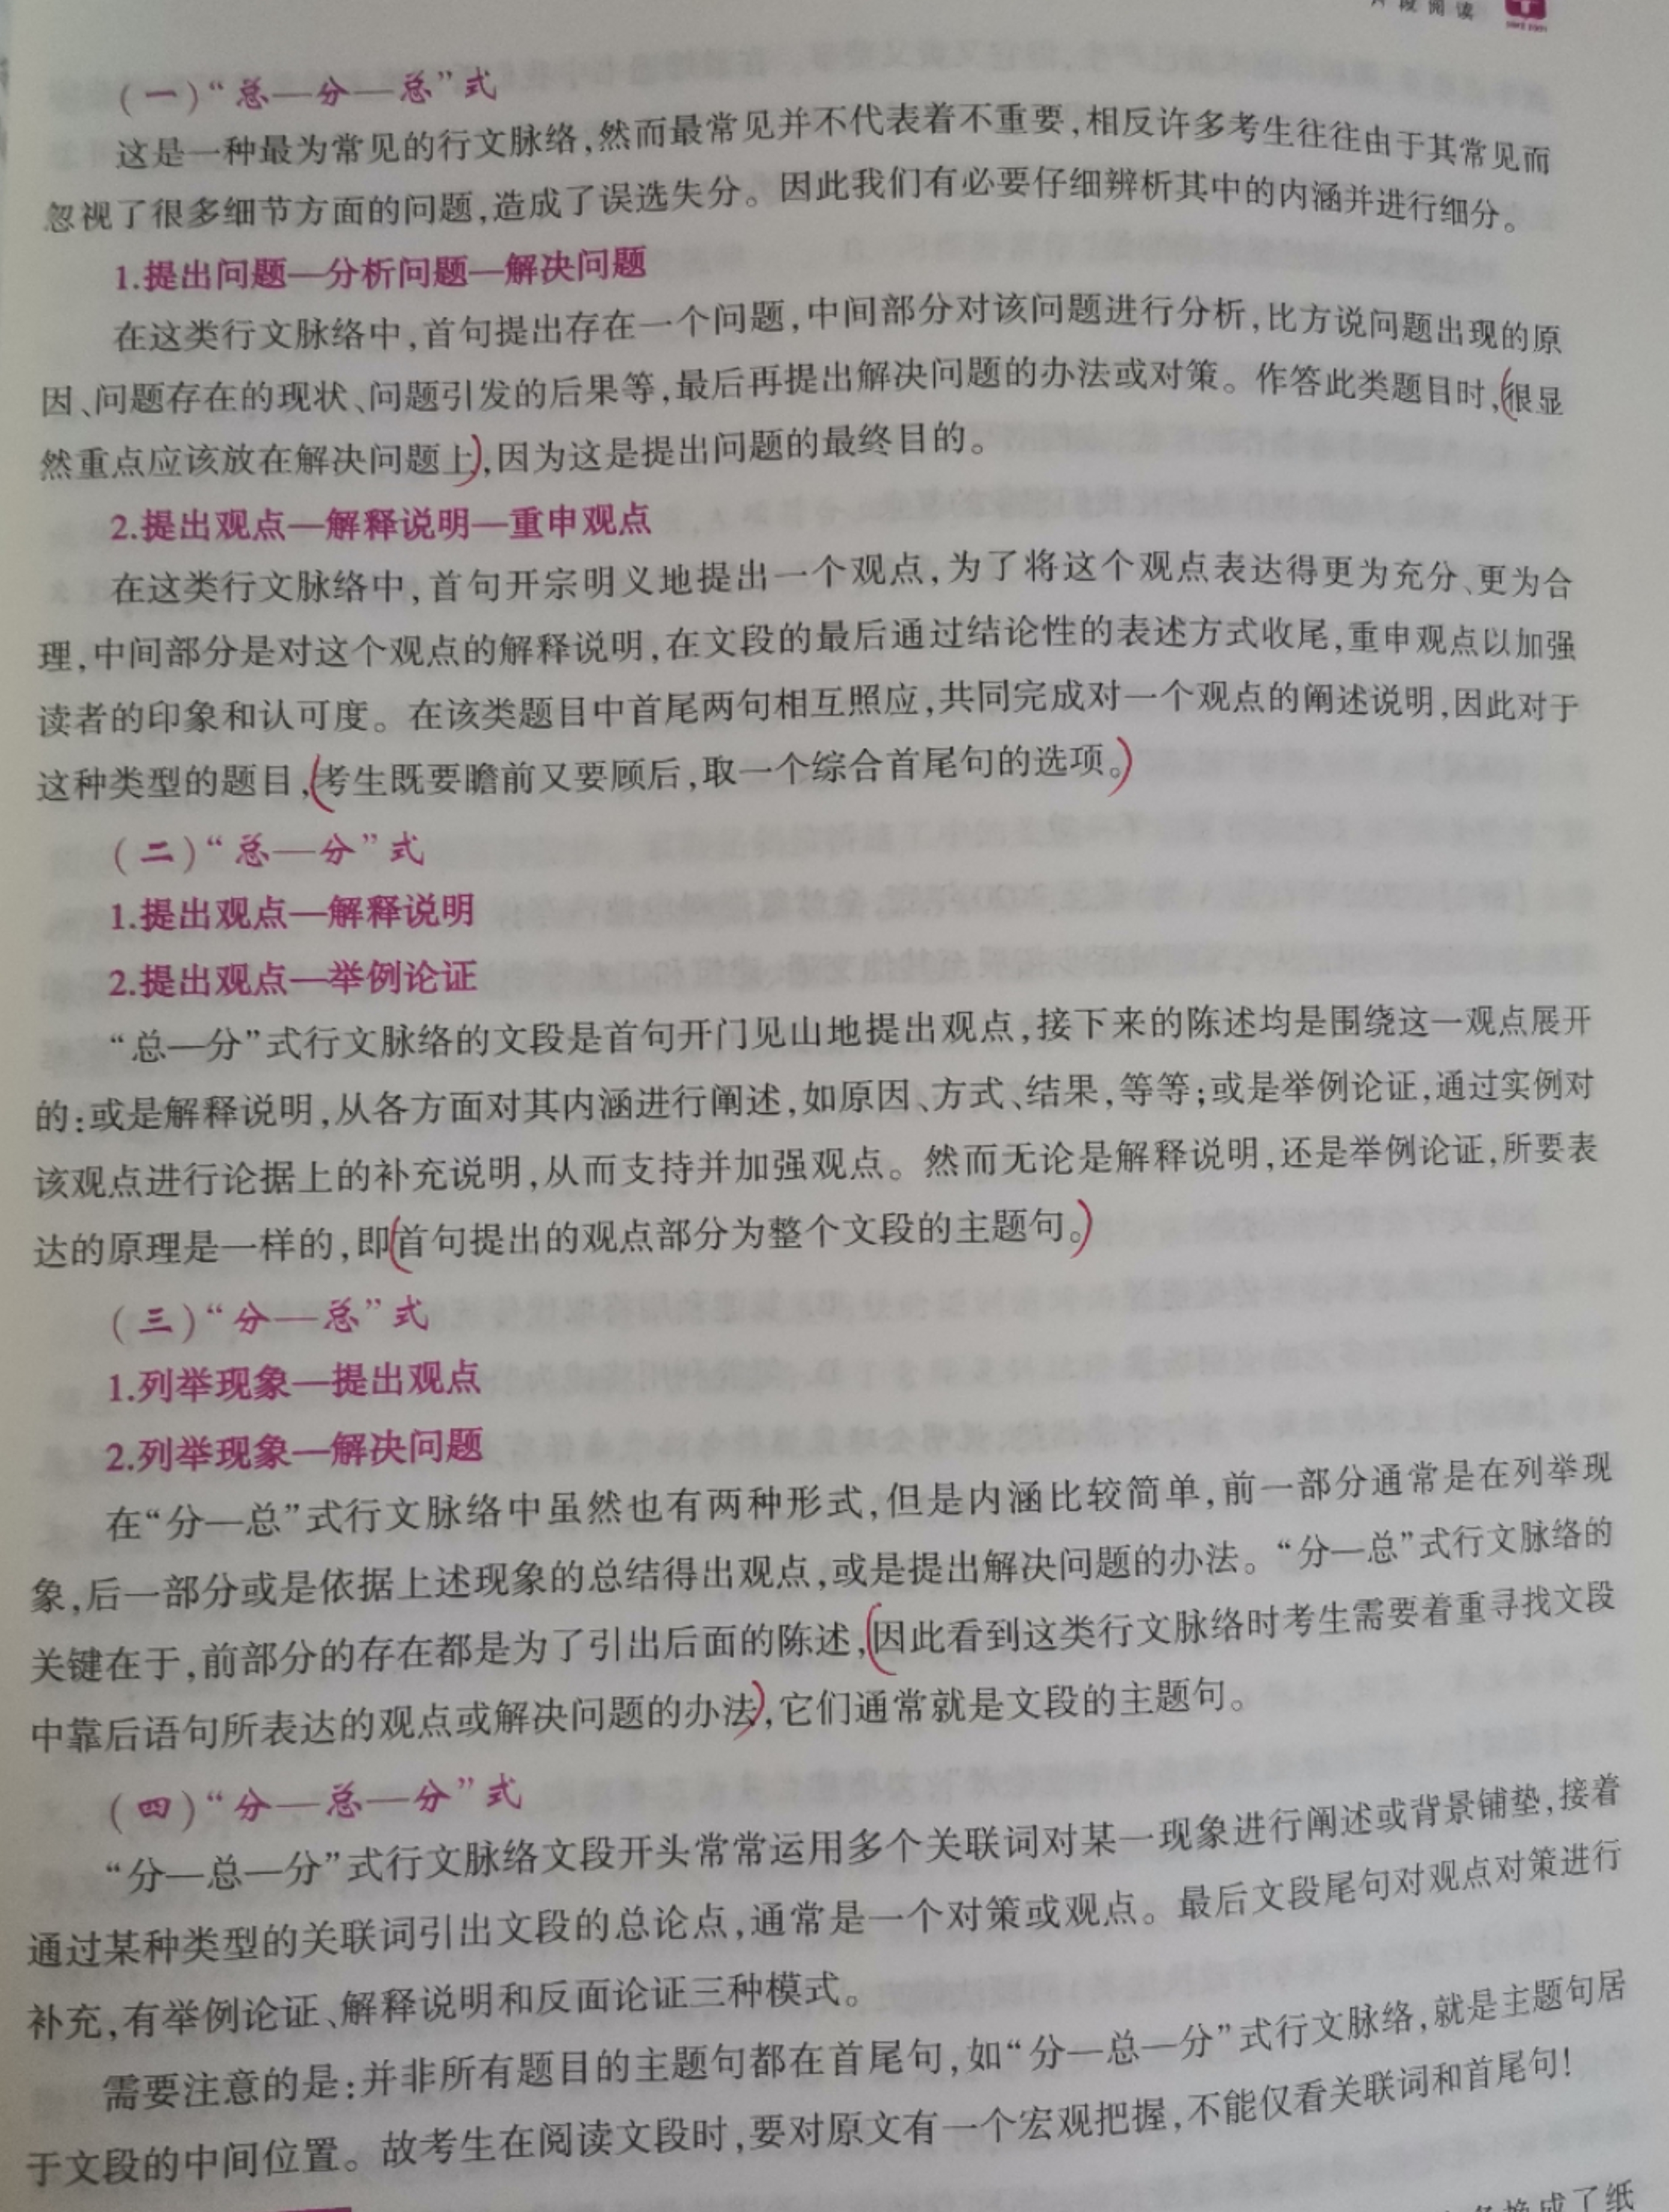 片段阅读
(一)“总—分—总”式
这是一种最为常见的行文脉络,然而最常见并不代表着不重要,相反许多考生往往由于其常见而
忽视了很多细节方面的问题,造成了误选失分。因此我们有必要仔细辨析其中的内涵并进行细分。
1.提出问题—分析问题—解决问题
在这类行文脉络中,首句提出存在一个问题,中间部分对该问题进行分析,比方说问题出现的原
因、问题存在的现状、问题引发的后果等,最后再提出解决问题的办法或对策。作答此类题目时,(很显
然重点应该放在解决问题上),因为这是提出问题的最终目的。
2.提出观点—解释说明—重申观点
在这类行文脉络中,首句开宗明义地提出一个观点,为了将这个观点表达得更为充分、更为合
理,中间部分是对这个观点的解释说明,在文段的最后通过结论性的表述方式收尾,重申观点以加强
读者的印象和认可度。在该类题目中首尾两句相互照应,共同完成对一个观点的阐述说明,因此对于
这种类型的题目,(考生既要瞻前又要顾后,取一个综合首尾句的选项。)
(二)“总—分”式
1.提出观点—解释说明
2.提出观点—举例论证
“总—分”式行文脉络的文段是首句开门见山地提出观点,接下来的陈述均是围绕这一观点展开
的:或是解释说明,从各方面对其内涵进行阐述,如原因、方式、结果,等等;或是举例论证,通过实例对
该观点进行论据上的补充说明,从而支持并加强观点。然而无论是解释说明,还是举例论证,所要表
达的原理是一样的,即(首句提出的观点部分为整个文段的主题句。)
(三)“分—总”式
1.列举现象—提出观点
2.列举现象—解决问题
在“分—总”式行文脉络中虽然也有两种形式,但是内涵比较简单,前一部分通常是在列举现
象,后一部分或是依据上述现象的总结得出观点,或是提出解决问题的办法。“分—总”式行文脉络的
关键在于,前部分的存在都是为了引出后面的陈述,(因此看到这类行文脉络时考生需要着重寻找文段
中靠后语句所表达的观点或解决问题的办法),它们通常就是文段的主题句。
(四)“分—总—分”式
“分—总—分”式行文脉络文段开头常常运用多个关联词对某一现象进行阐述或背景铺垫,接着
通过某种类型的关联词引出文段的总论点,通常是一个对策或观点。最后文段尾句对观点对策进行
补充,有举例论证、解释说明和反面论证三种模式。
需要注意的是:并非所有题目的主题句都在首尾句,如“分—总—分”式行文脉络,就是主题句居
于文段的中间位置。故考生在阅读文段时,要对原文有一个宏观把握,不能仅看关联词和首尾句!
换成了纸